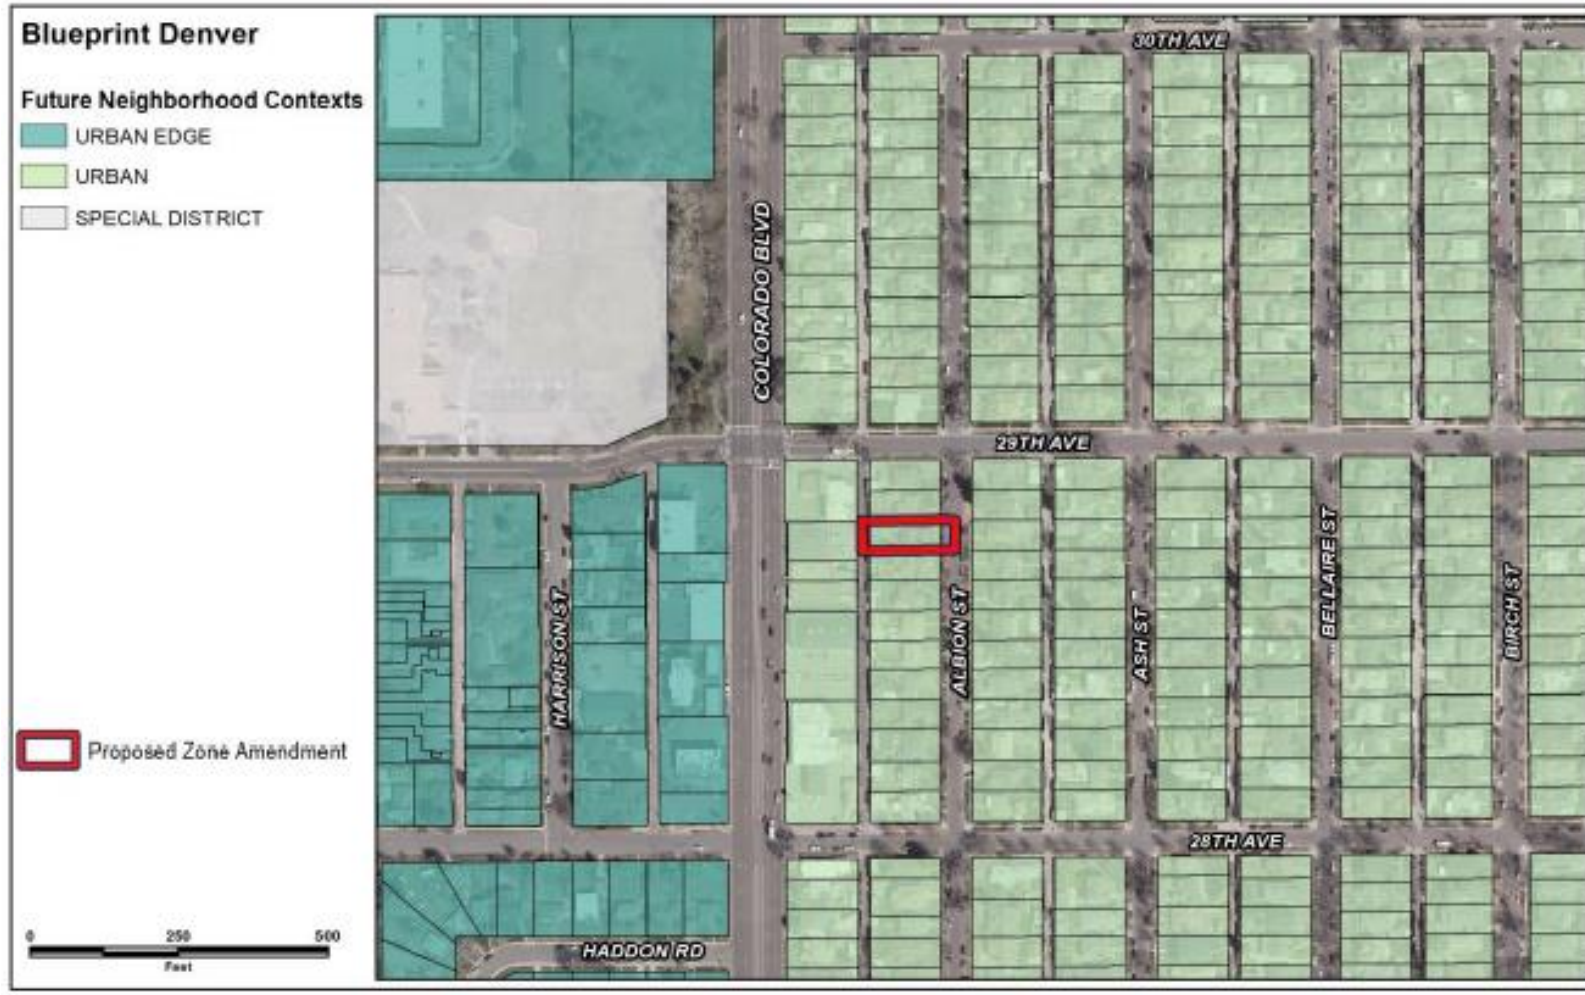 Blueprint Denver
Future Neighborhood Contexts
URBAN EDGE
URBAN
SPECIAL DISTRICT
Proposed Zone Amendment
0 250 500
Feet
30TH AVE
COLORADO BLVD
29TH AVE
HARRISON ST
ALBION ST
ASH ST
BELLAIRE ST
BIRCH ST
28TH AVE
HADDON RD